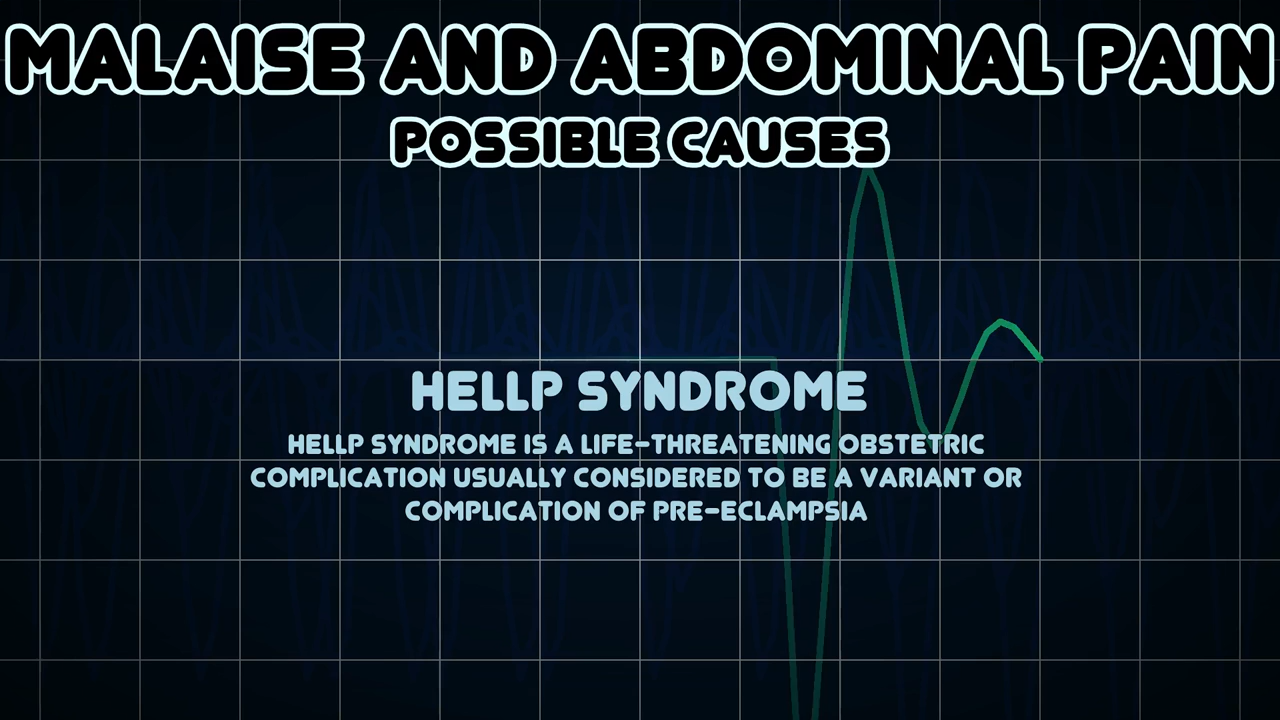 MALAISE AND ABDOMINAL PAIN
POSSIBLE CAUSES
HELLP SYNDROME
HELLP SYNDROME IS A LIFE-THREATENING OBSTETRIC
COMPLICATION USUALLY CONSIDERED TO BE A VARIANT OR
COMPLICATION OF PRE-ECLAMPSIA